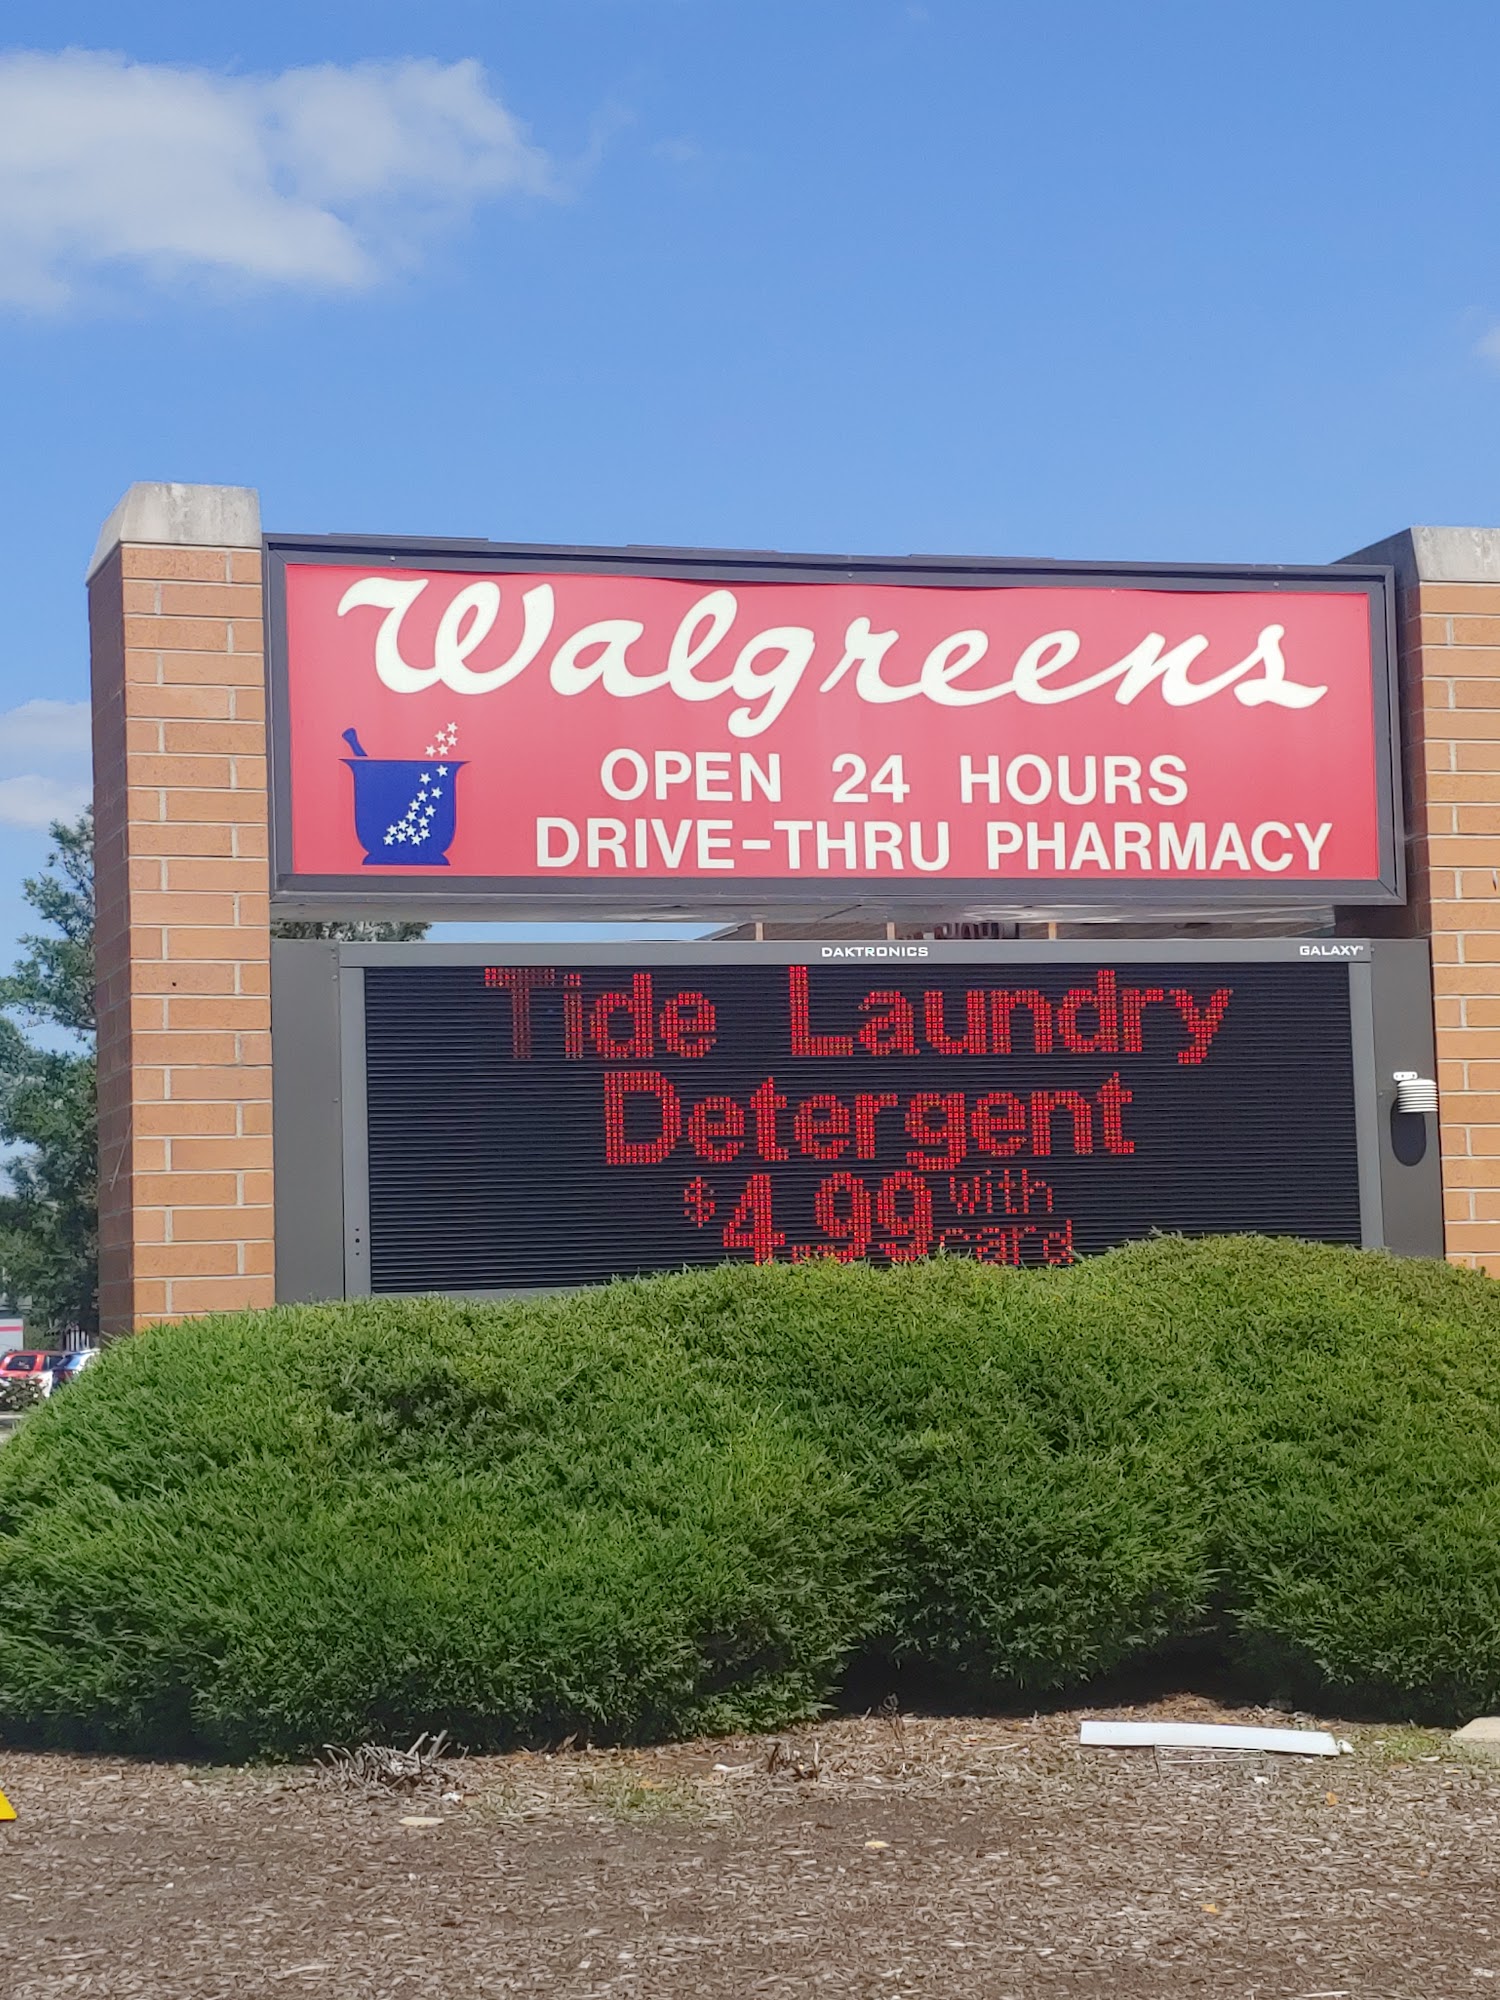 Walgreens
OPEN 24 HOURS
DRIVE-THRU PHARMACY
DAKTRONICS GALAXY®
Tide Laundry
Detergent
$4.99 with
card